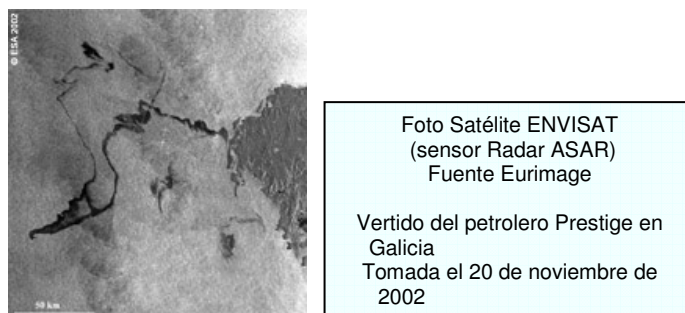 © ESA 2002
50 km
Foto Satélite ENVISAT
(sensor Radar ASAR)
Fuente Eurimage
Vertido del petrolero Prestige en
Galicia
Tomada el 20 de noviembre de
2002